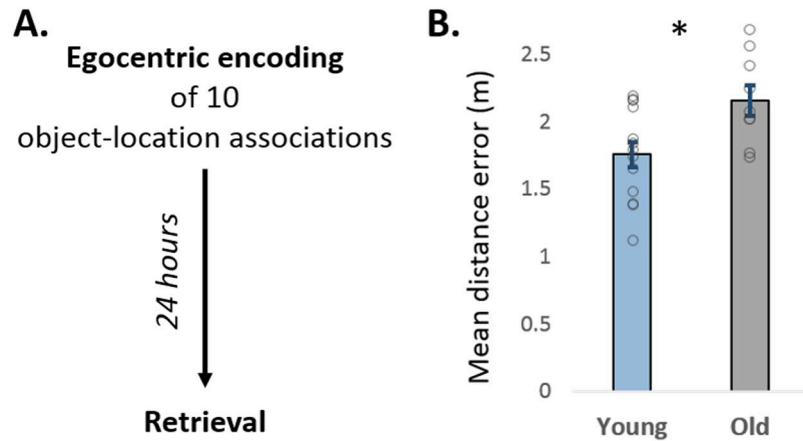 A.
Egocentric encoding
of 10
object-location associations
24 hours
Retrieval
B.
*
Mean distance error (m)
2.5
2
1.5
1
0.5
0
Young
Old